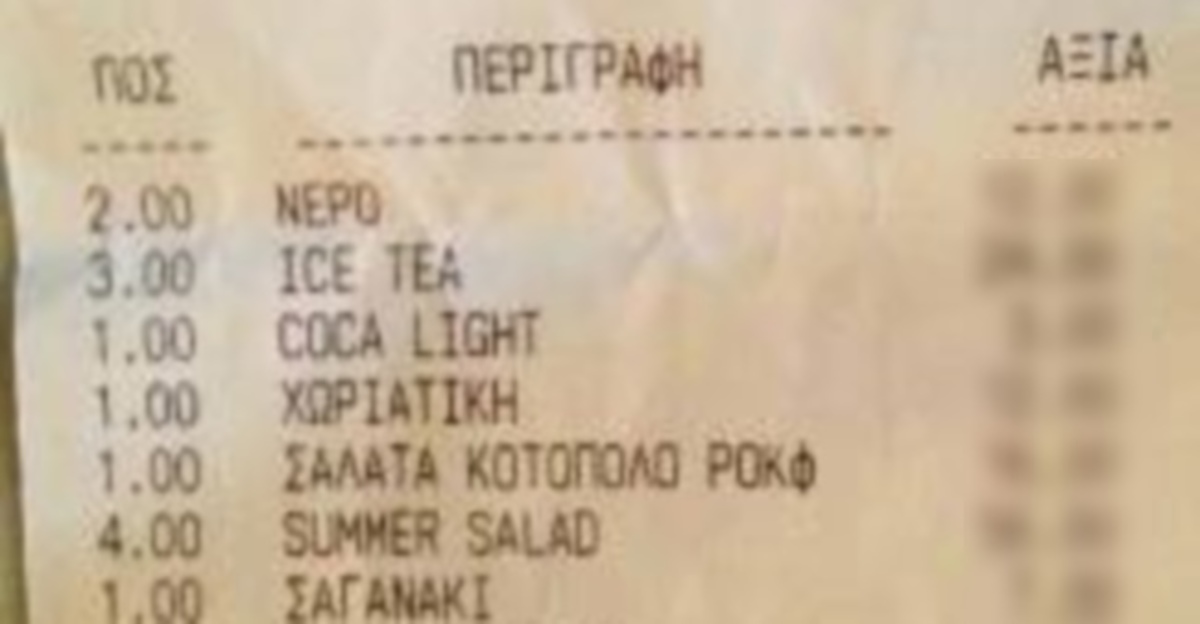 ΠΟΣ ΠΕΡΙΓΡΑΦΗ ΑΞΙΑ
2.00 ΝΕΡΟ
3.00 ICE TEA
1.00 COCA LIGHT
1.00 ΧΩΡΙΑΤΙΚΗ
1.00 ΣΑΛΑΤΑ ΚΟΤΟΠΟΛΟ ΡΟΚΦ
4.00 SUMMER SALAD
1.00 ΣΑΓΑΝΑΚΙ